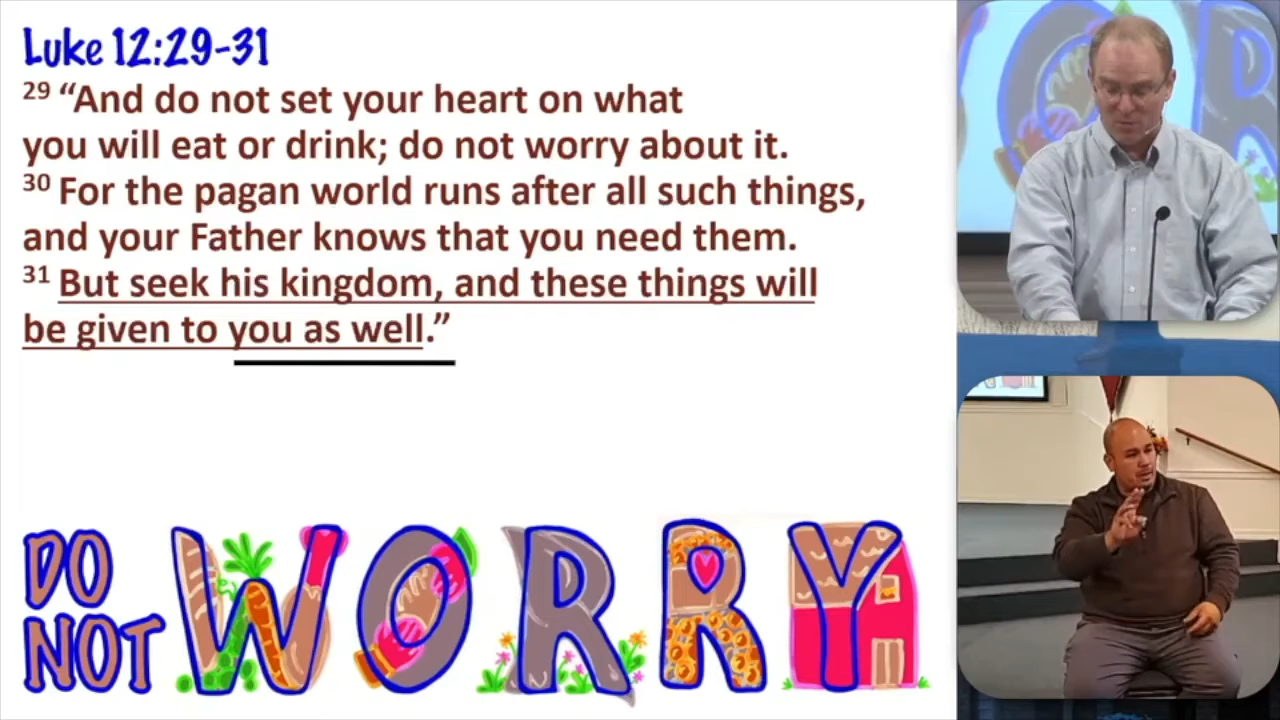 Luke 12:29-31
29 “And do not set your heart on what
you will eat or drink; do not worry about it.
30 For the pagan world runs after all such things,
and your Father knows that you need them.
31 But seek his kingdom, and these things will
be given to you as well.”
DO
NOT WORRY